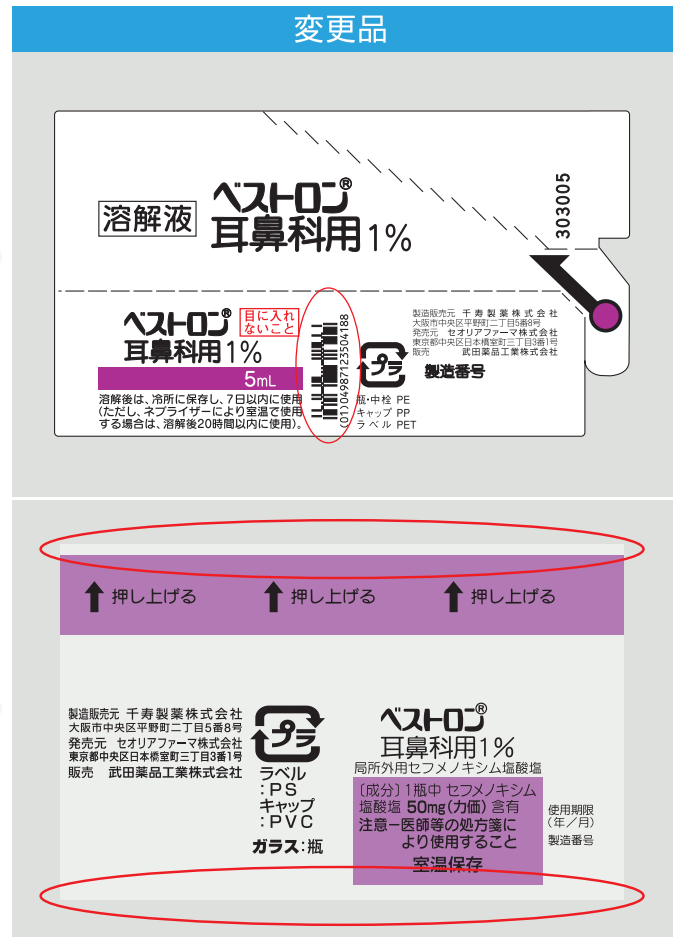 変更品
303005
溶解液
ベストロン®
耳鼻科用1%
ベストロン®
目に入れ
ないこと
耳鼻科用1%
5mL
溶解後は、冷所に保存し、7日以内に使用
(ただし、ネブライザーにより室温で使用
する場合は、溶解後20時間以内に使用)。
(01)04987123504188
プラ
瓶・中栓 PE
キャップ PP
ラベル PET
製造販売元 千寿製薬株式会社
大阪市中央区平野町二丁目5番8号
発売元 セオリアファーマ株式会社
東京都中央区日本橋室町三丁目3番1号
販売 武田薬品工業株式会社
製造番号
押し上げる 押し上げる 押し上げる
製造販売元 千寿製薬株式会社
大阪市中央区平野町二丁目5番8号
発売元 セオリアファーマ株式会社
東京都中央区日本橋室町三丁目3番1号
販売 武田薬品工業株式会社
プラ
ラベル
:PS
キャップ
:PVC
ガラス:瓶
ベストロン®
耳鼻科用1%
局所外用セフメノキシム塩酸塩
〔成分〕1瓶中 セフメノキシム
塩酸塩 50mg(力価)含有
注意−医師等の処方箋に
より使用すること
室温保存
使用期限
(年/月)
製造番号